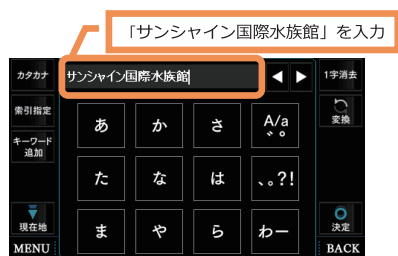 「サンシャイン国際水族館」を入力
カタカナ
サンシャイン国際水族館
1字消去
索引指定
あ
か
さ
A/a
゛゜
変換
キーワード
追加
た
な
は
、。?!
現在地
ま
や
ら
わー
決定
MENU
BACK